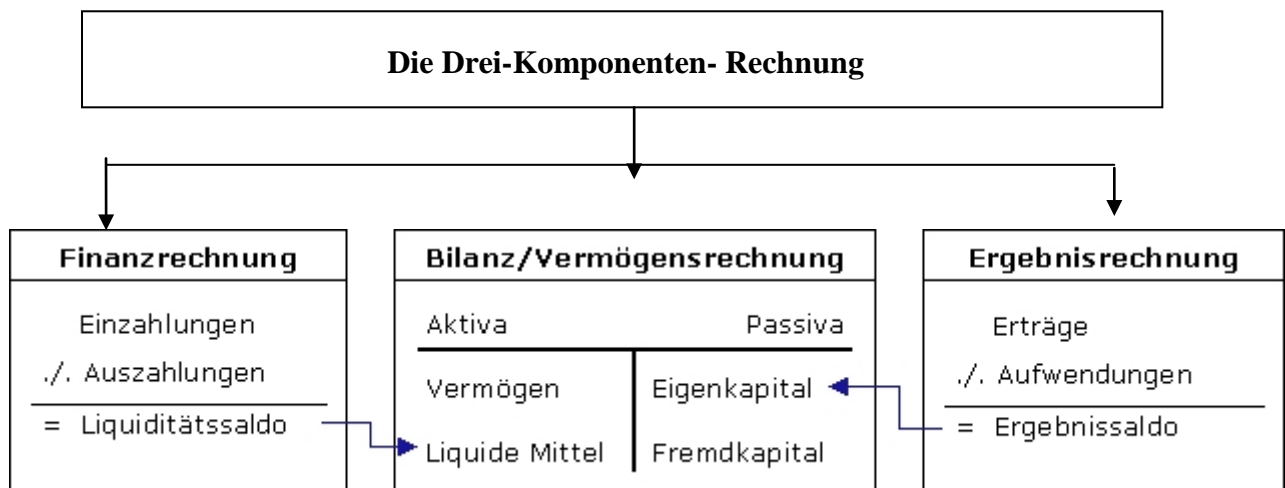 Die Drei-Komponenten- Rechnung
Finanzrechnung
Einzahlungen
./. Auszahlungen
= Liquiditätssaldo
Bilanz/Vermögensrechnung
Aktiva Passiva
Vermögen Eigenkapital
Liquide Mittel Fremdkapital
Ergebnisrechnung
Erträge
./. Aufwendungen
= Ergebnissaldo